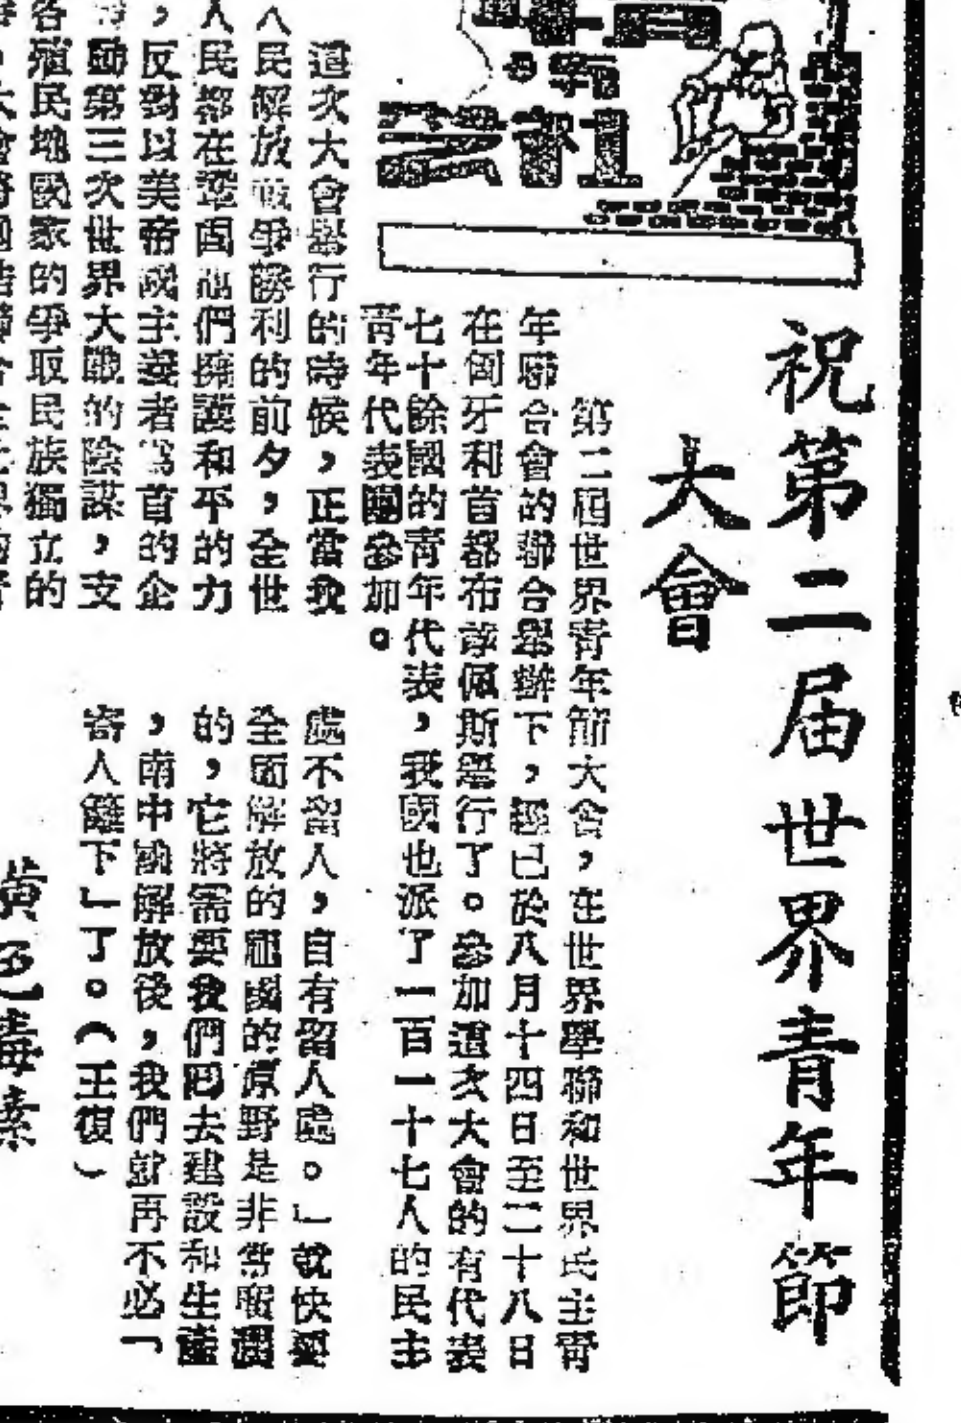 祝第二屆世界青年節
大會
第二屆世界青年節大會，在世界學聯和世界民主青
年聯合會的聯合舉辦下，經已於八月十四日至二十八日
在匈牙利首都布達佩斯舉行了。參加這次大會的有代表
七十餘國的青年代表，我國也派了一百一十七人的民主
青年代表團參加。
這次大會舉行的時候，正當我
人民解放戰爭勝利的前夕，全世
人民都在鞏固他們擁護和平的力
，反對以美帝國主義者為首的企
動第三次世界大戰的陰謀，支
各殖民地國家的爭取民族獨立的
處不留人，自有留人處。」就快要
全面解放的祖國的原野是非常廣濶
的，它將需要我們回去建設和生產
，南中國解放後，我們就再不必「
寄人籬下」了。（王復）
黃色毒素
社